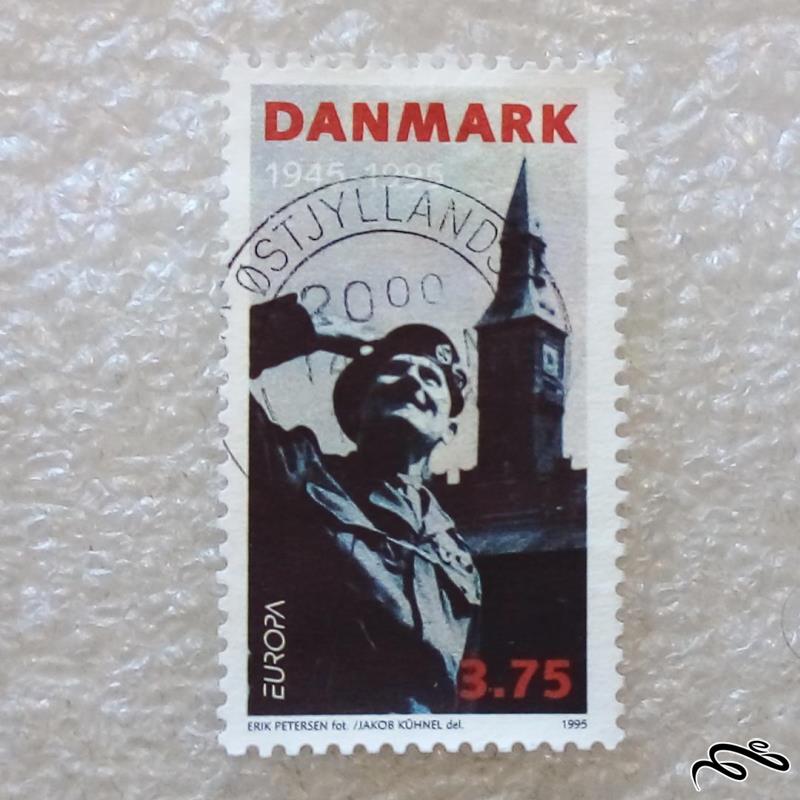 DANMARK
1945-1995
ØSTJYLLANDS
2000
EUROPA
3.75
ERIK PETERSEN fot. /JAKOB KÜHNEL del.
1995